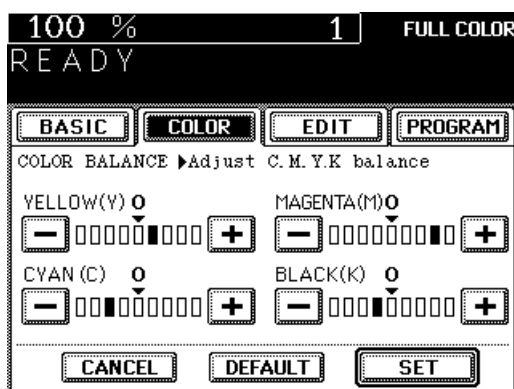 100 % 1 FULL COLOR
READY
BASIC COLOR EDIT PROGRAM
COLOR BALANCE ▶Adjust C.M.Y.K balance
YELLOW(Y) 0 MAGENTA(M) 0
− +  − +
CYAN (C) 0 BLACK(K) 0
− +  − +
CANCEL DEFAULT SET